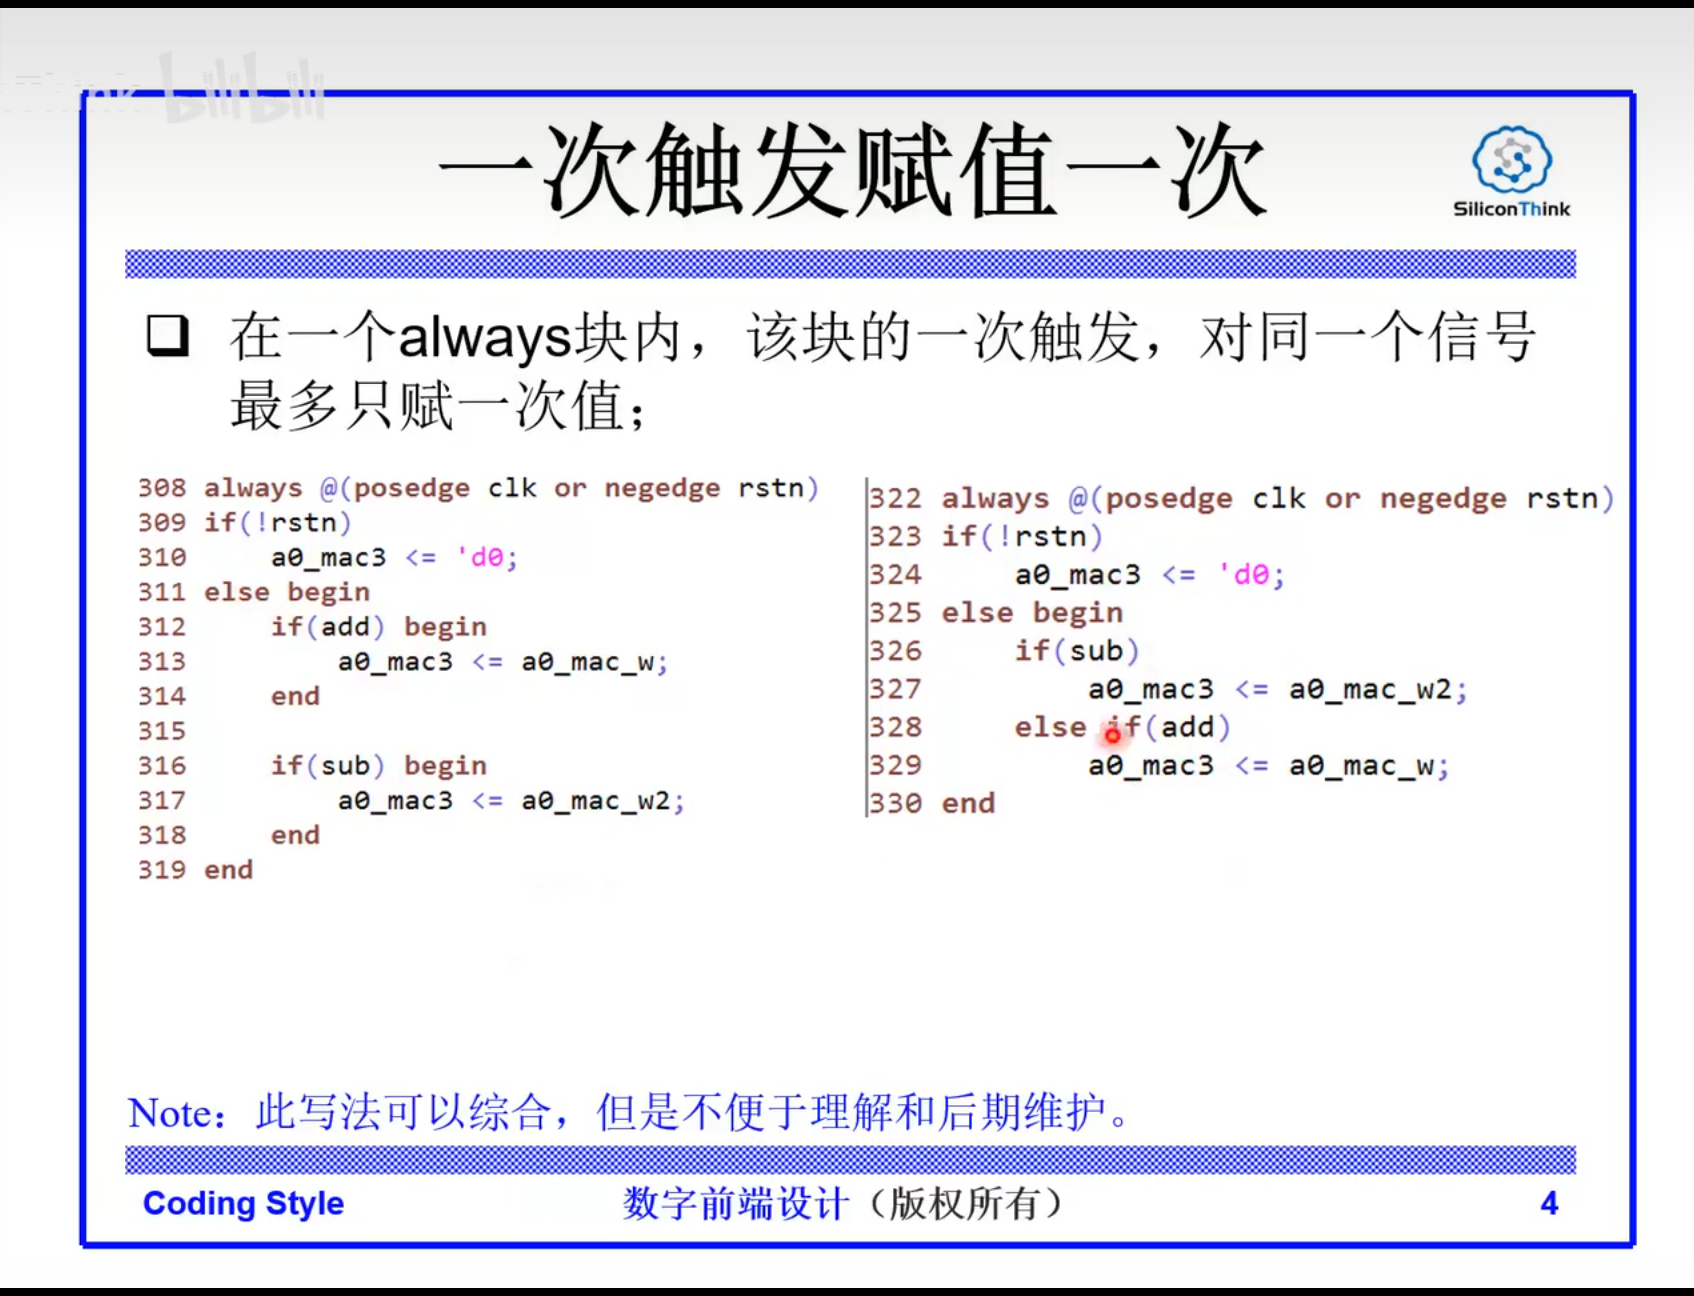 bilibili
一次触发赋值一次
SiliconThink
在一个always块内，该块的一次触发，对同一个信号
最多只赋一次值；
308 always @(posedge clk or negedge rstn)
309 if(!rstn)
310     a0_mac3 <= 'd0;
311 else begin
312     if(add) begin
313         a0_mac3 <= a0_mac_w;
314     end
315
316     if(sub) begin
317         a0_mac3 <= a0_mac_w2;
318     end
319 end
322 always @(posedge clk or negedge rstn)
323 if(!rstn)
324     a0_mac3 <= 'd0;
325 else begin
326     if(sub)
327         a0_mac3 <= a0_mac_w2;
328     else if(add)
329         a0_mac3 <= a0_mac_w;
330 end
Note：此写法可以综合，但是不便于理解和后期维护。
Coding Style 数字前端设计（版权所有） 4